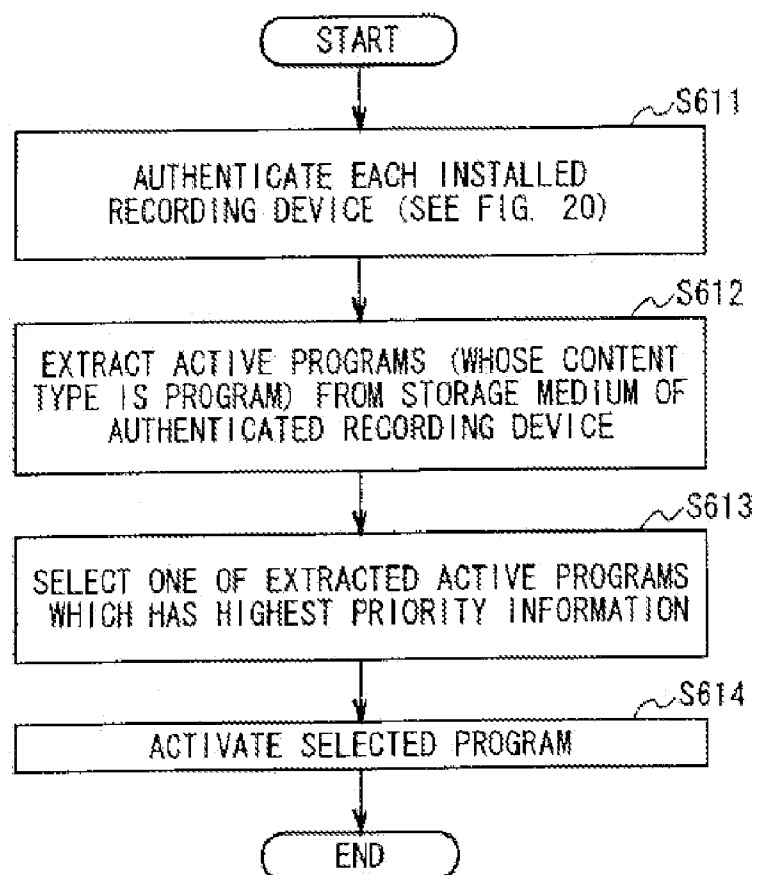 START
S611
AUTHENTICATE EACH INSTALLED
RECORDING DEVICE (SEE FIG. 20)
S612
EXTRACT ACTIVE PROGRAMS (WHOSE CONTENT
TYPE IS PROGRAM) FROM STORAGE MEDIUM OF
AUTHENTICATED RECORDING DEVICE
S613
SELECT ONE OF EXTRACTED ACTIVE PROGRAMS
WHICH HAS HIGHEST PRIORITY INFORMATION
S614
ACTIVATE SELECTED PROGRAM
END